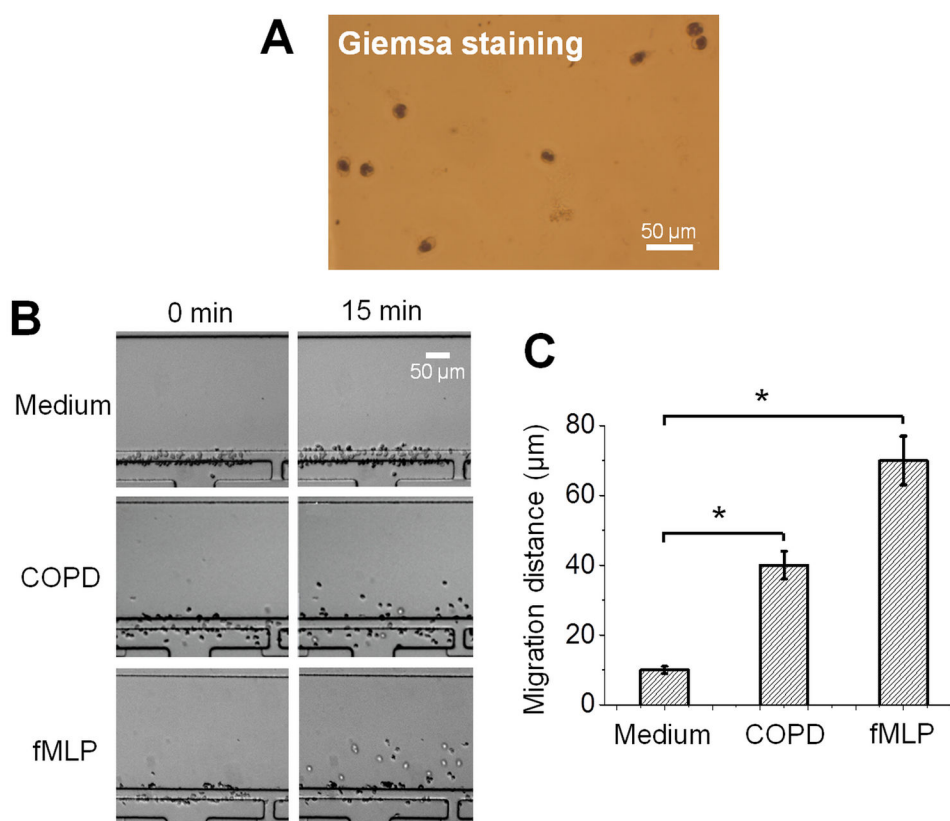 A
Giemsa staining
50 µm
B
0 min
15 min
50 µm
Medium
COPD
fMLP
C
*
*
Migration distance (µm)
80
60
40
20
0
Medium
COPD
fMLP